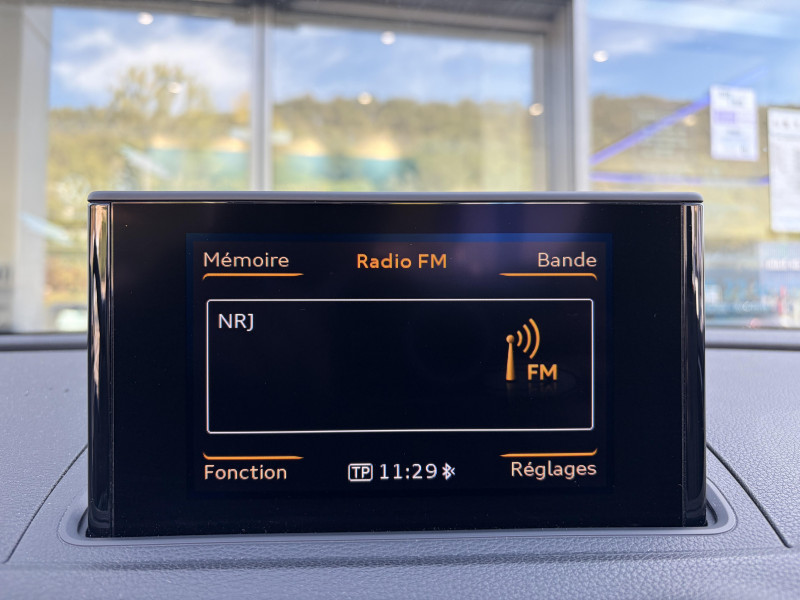 Mémoire Radio FM Bande
NRJ
FM
Fonction TP 11:29 Réglages